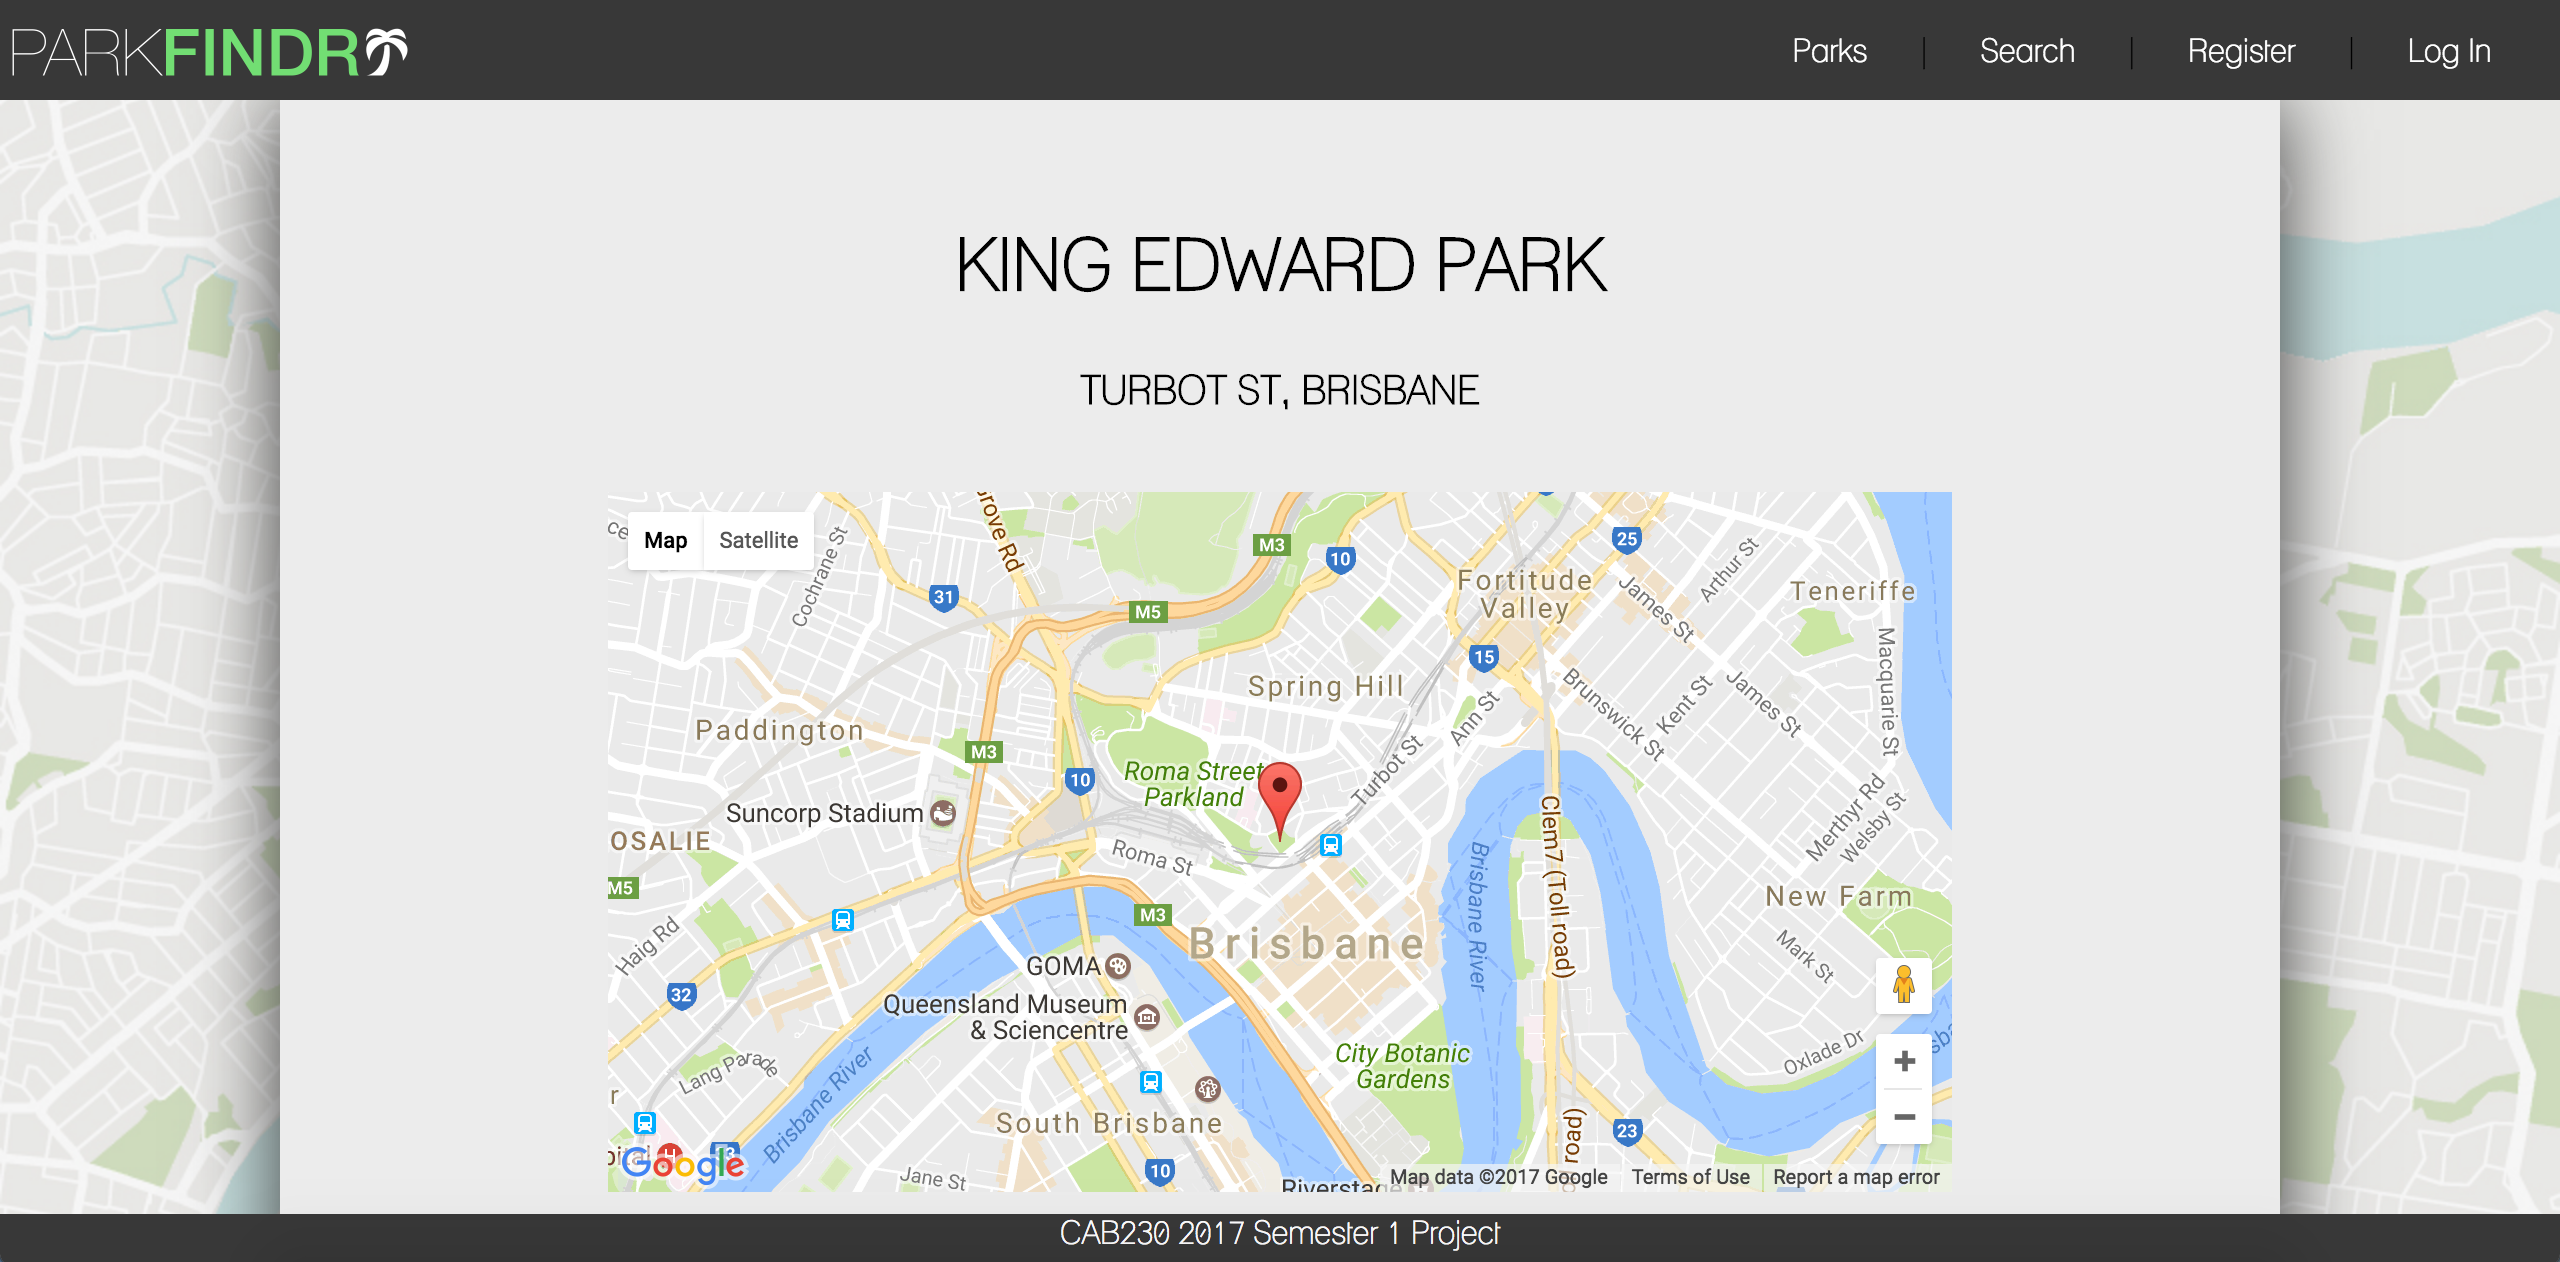 PARKFINDR
Parks
Search
Register
Log In
KING EDWARD PARK
TURBOT ST, BRISBANE
Map
Satellite
Cochrane St
Grove Rd
M3
10
25
31
M5
Fortitude
Valley
James St
Arthur St
Teneriffe
15
Macquarie St
Spring Hill
Paddington
M3
10
Ann St
Brunswick St
Kent St
James St
Roma Street
Parkland
Turbot St
Suncorp Stadium
OSALIE
Roma St
Clem7 (Toll road)
Merthyr Rd
Welsby St
M5
Brisbane River
New Farm
M3
Brisbane
Haig Rd
GOMA
Mark St
32
Queensland Museum
& Sciencentre
City Botanic
Gardens
Oxlade Dr
Lang Parade
Brisbane River
South Brisbane
23
road)
Jane St
10
Google
Riverstag
Map data ©2017 Google
Terms of Use
Report a map error
CAB230 2017 Semester 1 Project